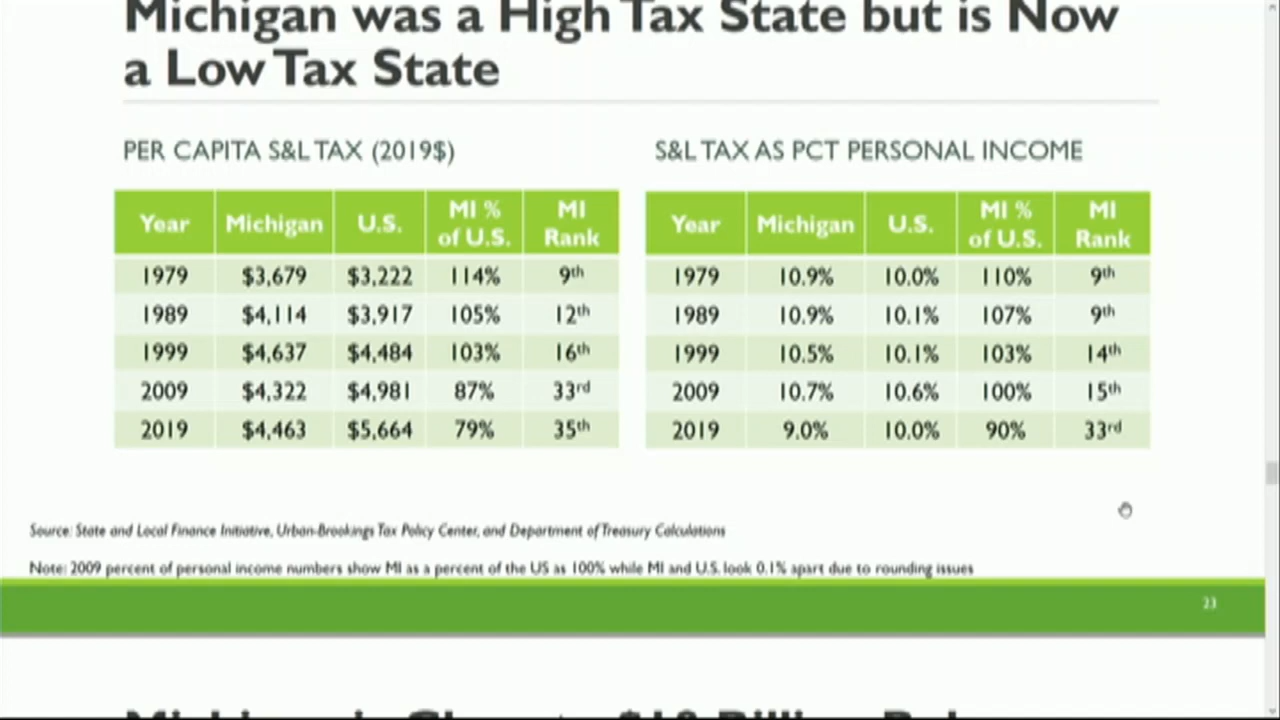 Michigan was a High Tax State but is Now
a Low Tax State
PER CAPITA S&L TAX (2019$)
Year Michigan U.S. MI % of U.S. MI Rank
1979 $3,679 $3,222 114% 9th
1989 $4,114 $3,917 105% 12th
1999 $4,637 $4,484 103% 16th
2009 $4,322 $4,981 87% 33rd
2019 $4,463 $5,664 79% 35th
S&L TAX AS PCT PERSONAL INCOME
Year Michigan U.S. MI % of U.S. MI Rank
1979 10.9% 10.0% 110% 9th
1989 10.9% 10.1% 107% 9th
1999 10.5% 10.1% 103% 14th
2009 10.7% 10.6% 100% 15th
2019 9.0% 10.0% 90% 33rd
Source: State and Local Finance Initiative, Urban-Brookings Tax Policy Center, and Department of Treasury Calculations
Note: 2009 percent of personal income numbers show MI as a percent of the US as 100% while MI and U.S. look 0.1% apart due to rounding issues
23